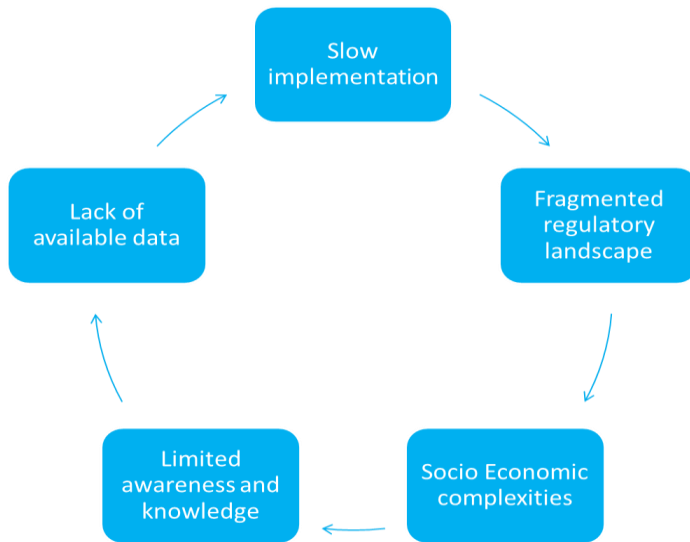 Slow
implementation
Fragmented
regulatory
landscape
Socio Economic
complexities
Limited
awareness and
knowledge
Lack of
available data